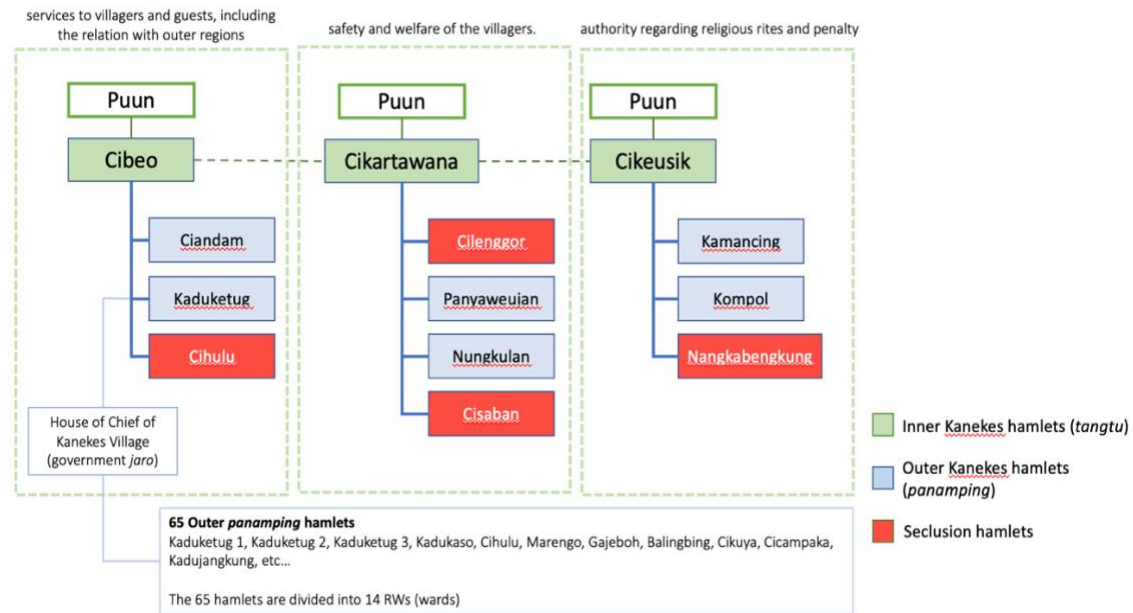 services to villagers and guests, including
the relation with outer regions
safety and welfare of the villagers.
authority regarding religious rites and penalty
Puun
Puun
Puun
Cibeo
Cikartawana
Cikeusik
Ciandam
Kaduketug
Cihulu
Cilenggor
Panyaweuian
Nungkulan
Cisaban
Kamancing
Kompol
Nangkabengkung
House of Chief of
Kanekes Village
(government jaro)
Inner Kanekes hamlets (tangtu)
Outer Kanekes hamlets
(panamping)
Seclusion hamlets
65 Outer panamping hamlets
Kaduketug 1, Kaduketug 2, Kaduketug 3, Kadukaso, Cihulu, Marengo, Gajeboh, Balingbing, Cikuya, Cicampaka,
Kadujangkung, etc...
The 65 hamlets are divided into 14 RWs (wards)